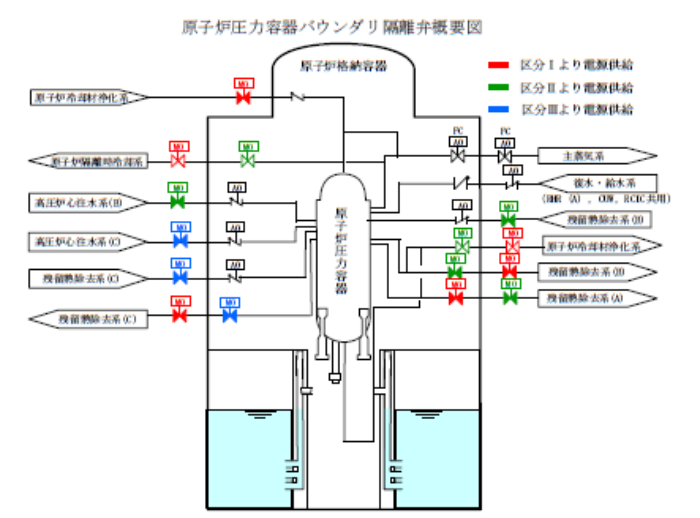 原子炉圧力容器バウンダリ隔離弁概要図
原子炉格納容器
区分Ⅰより電源供給
区分Ⅱより電源供給
区分Ⅲより電源供給
原子炉冷却材浄化系
MO
FC
FC
AO
AO
主蒸気系
原子炉隔離時冷却系
MO
MO
復水・給水系
AO
(RHR (A) , CUW, RCIC共用)
高圧炉心注水系(B)
MO
AO
残留熱除去系(B)
AO
MO
高圧炉心注水系(C)
MO
AO
原子炉冷却材浄化系
MO
MO
残留熱除去系(C)
MO
AO
残留熱除去系(B)
MO
MO
残留熱除去系(A)
MO
MO
残留熱除去系(C)
MO
MO
原子炉圧力容器